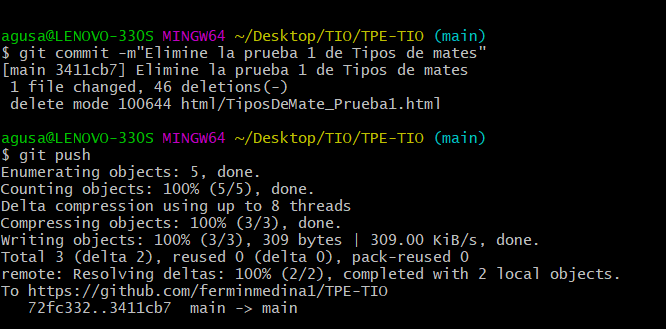 agusa@LENOVO-330S MINGW64 ~/Desktop/TIO/TPE-TIO (main)
$ git commit -m"Elimine la prueba 1 de Tipos de mates"
[main 3411cb7] Elimine la prueba 1 de Tipos de mates
 1 file changed, 46 deletions(-)
 delete mode 100644 html/TiposDeMate_Prueba1.html
agusa@LENOVO-330S MINGW64 ~/Desktop/TIO/TPE-TIO (main)
$ git push
Enumerating objects: 5, done.
Counting objects: 100% (5/5), done.
Delta compression using up to 8 threads
Compressing objects: 100% (3/3), done.
Writing objects: 100% (3/3), 309 bytes | 309.00 KiB/s, done.
Total 3 (delta 2), reused 0 (delta 0), pack-reused 0
remote: Resolving deltas: 100% (2/2), completed with 2 local objects.
To https://github.com/ferminmedina1/TPE-TIO
   72fc332..3411cb7  main -> main